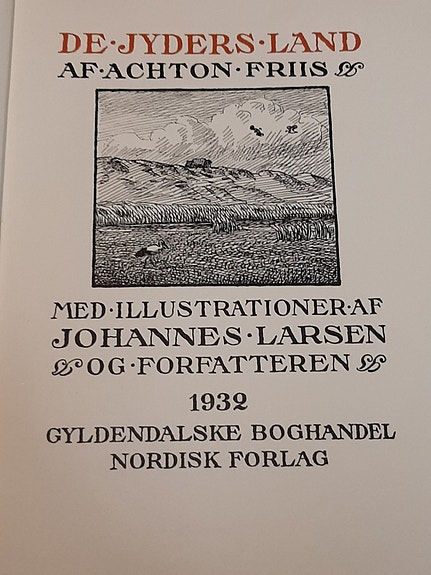 DE·JYDERS·LAND
AF·ACHTON·FRIIS
MED·ILLUSTRATIONER·AF
JOHANNES·LARSEN
OG·FORFATTEREN
1932
GYLDENDALSKE BOGHANDEL
NORDISK FORLAG